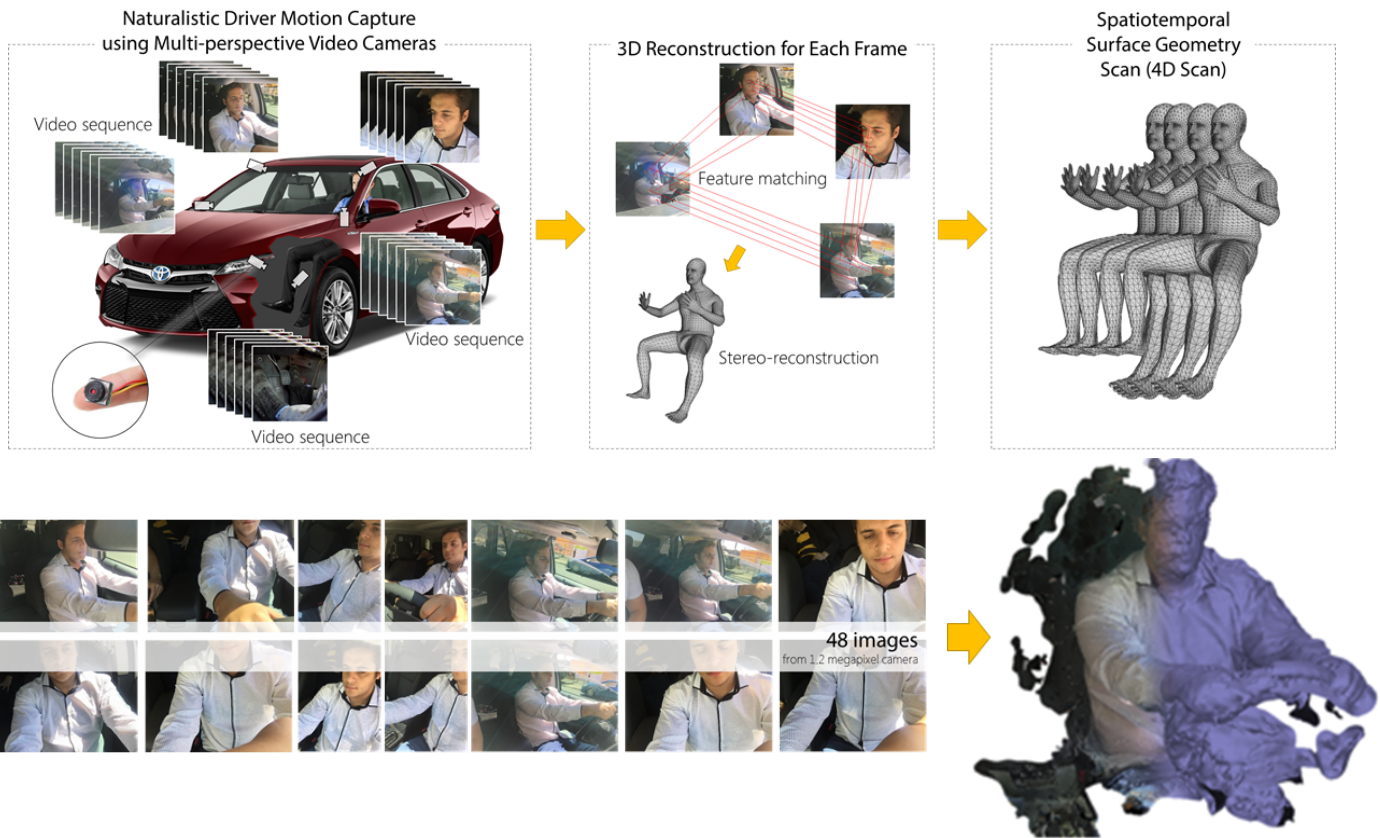 Naturalistic Driver Motion Capture
using Multi-perspective Video Cameras
Video sequence
Video sequence
Video sequence
3D Reconstruction for Each Frame
Feature matching
Stereo-reconstruction
Spatiotemporal
Surface Geometry
Scan (4D Scan)
48 images
from 1.2 megapixel camera